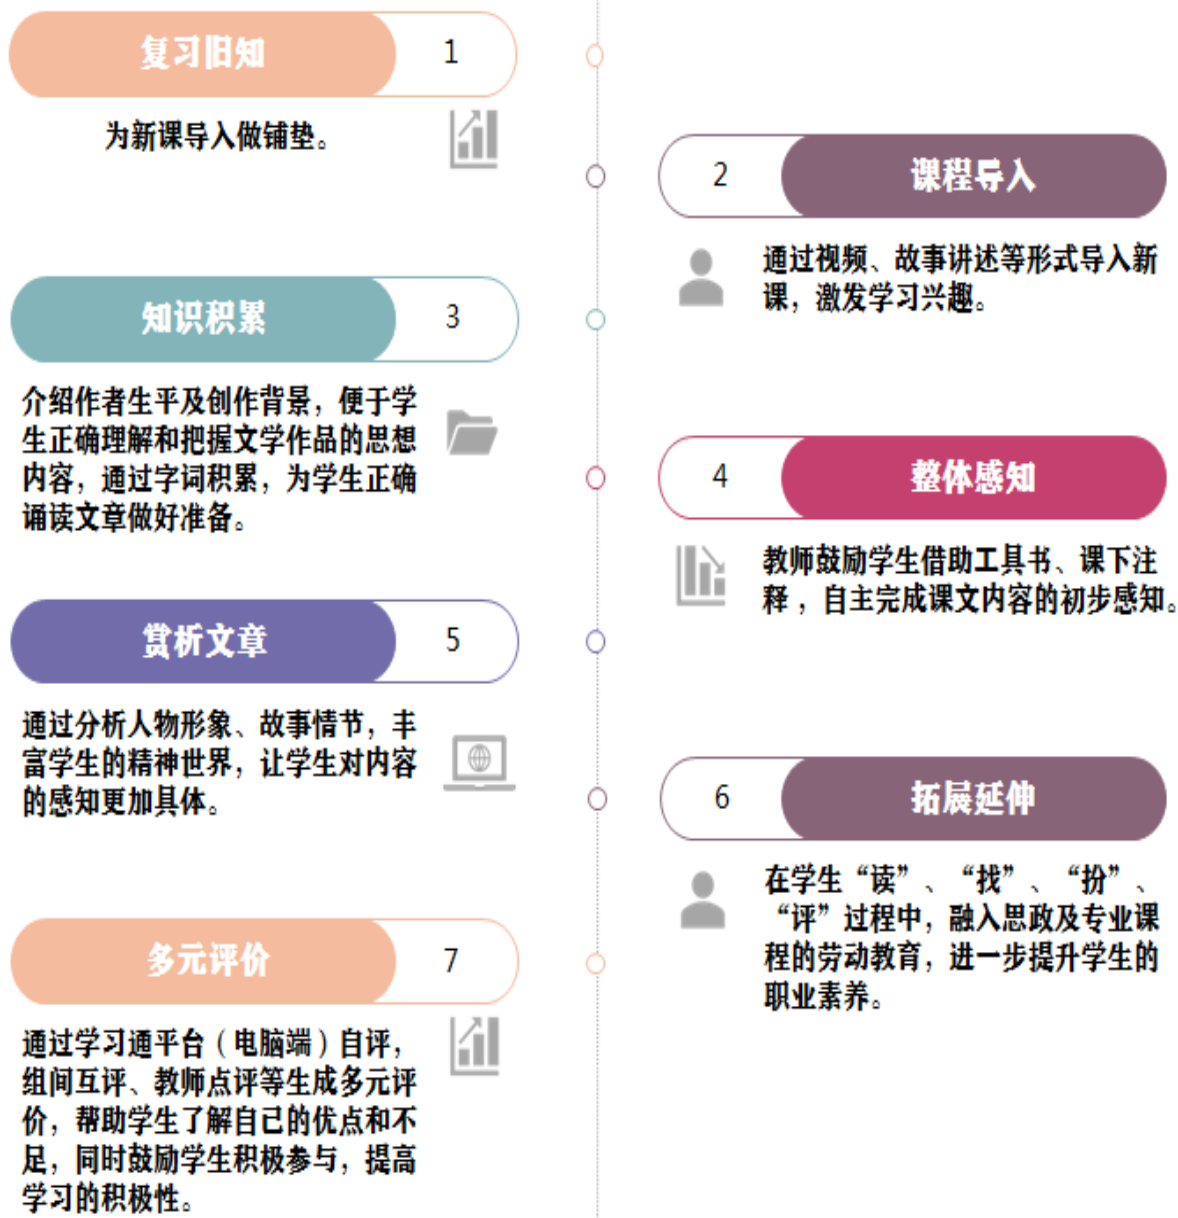 复习旧知 1
为新课导入做铺垫。
2 课程导入
通过视频、故事讲述等形式导入新
课，激发学习兴趣。
知识积累 3
介绍作者生平及创作背景，便于学
生正确理解和把握文学作品的思想
内容，通过字词积累，为学生正确
诵读文章做好准备。
4 整体感知
教师鼓励学生借助工具书、课下注
释，自主完成课文内容的初步感知。
赏析文章 5
通过分析人物形象、故事情节，丰
富学生的精神世界，让学生对内容
的感知更加具体。
6 拓展延伸
在学生“读”、“找”、“扮”、
“评”过程中，融入思政及专业课
程的劳动教育，进一步提升学生的
职业素养。
多元评价 7
通过学习通平台（电脑端）自评，
组间互评、教师点评等生成多元评
价，帮助学生了解自己的优点和不
足，同时鼓励学生积极参与，提高
学习的积极性。